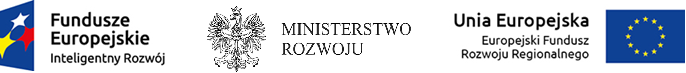 Fundusze
Europejskie
Inteligentny Rozwój
MINISTERSTWO
ROZWOJU
Unia Europejska
Europejski Fundusz
Rozwoju Regionalnego